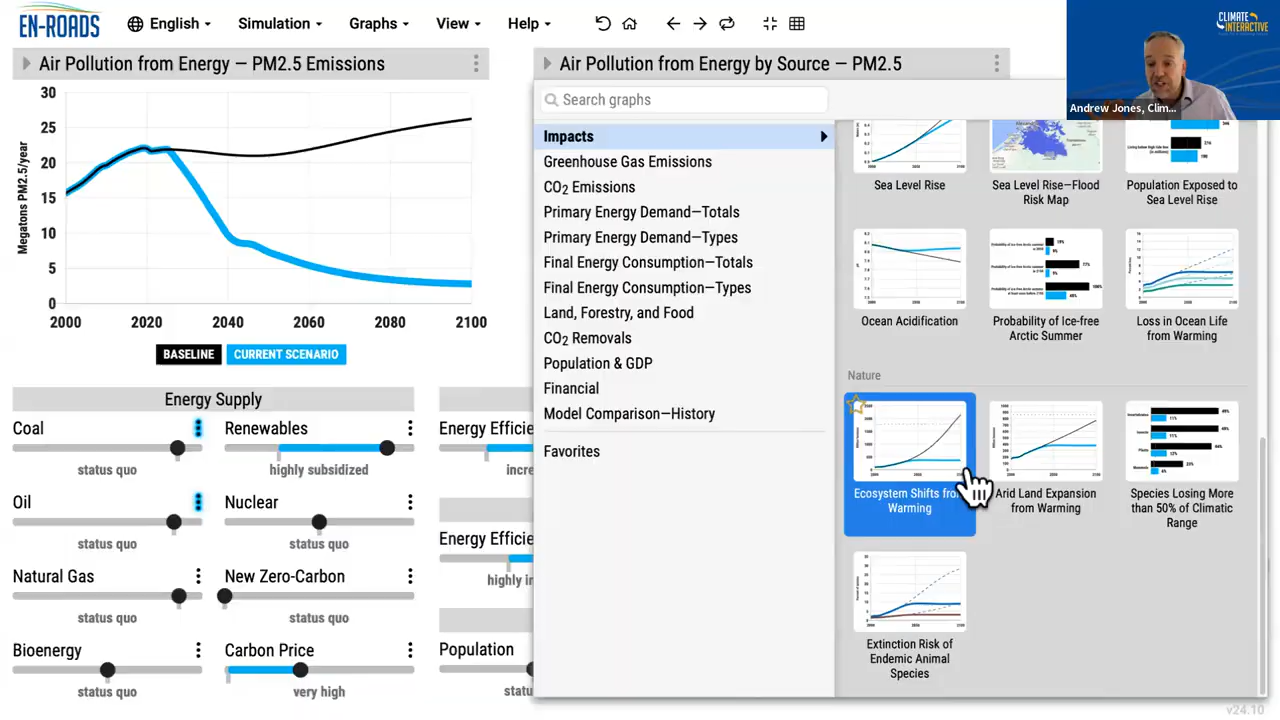 EN-ROADS
English
Simulation
Graphs
View
Help
CLIMATE
INTERACTIVE
Andrew Jones, Clim...
Air Pollution from Energy — PM2.5 Emissions
Air Pollution from Energy by Source — PM2.5
Megatons PM2.5/year
30
25
20
15
10
5
0
2000
2020
2040
2060
2080
2100
BASELINE
CURRENT SCENARIO
Search graphs
Impacts
Greenhouse Gas Emissions
CO2 Emissions
Primary Energy Demand—Totals
Primary Energy Demand—Types
Final Energy Consumption—Totals
Final Energy Consumption—Types
Land, Forestry, and Food
CO2 Removals
Population & GDP
Financial
Model Comparison—History
Favorites
Sea Level Rise
Sea Level Rise—Flood
Risk Map
Population Exposed to
Sea Level Rise
Ocean Acidification
Probability of Ice-free
Arctic Summer
Loss in Ocean Life
from Warming
Nature
Ecosystem Shifts from
Warming
Arid Land Expansion
from Warming
Species Losing More
than 50% of Climatic
Range
Extinction Risk of
Endemic Animal
Species
Energy Supply
Coal
status quo
Renewables
highly subsidized
Oil
status quo
Nuclear
status quo
Natural Gas
status quo
New Zero-Carbon
status quo
Bioenergy
status quo
Carbon Price
very high
Energy Efficie
incre
Energy Efficie
highly in
Population
statu
v24.10